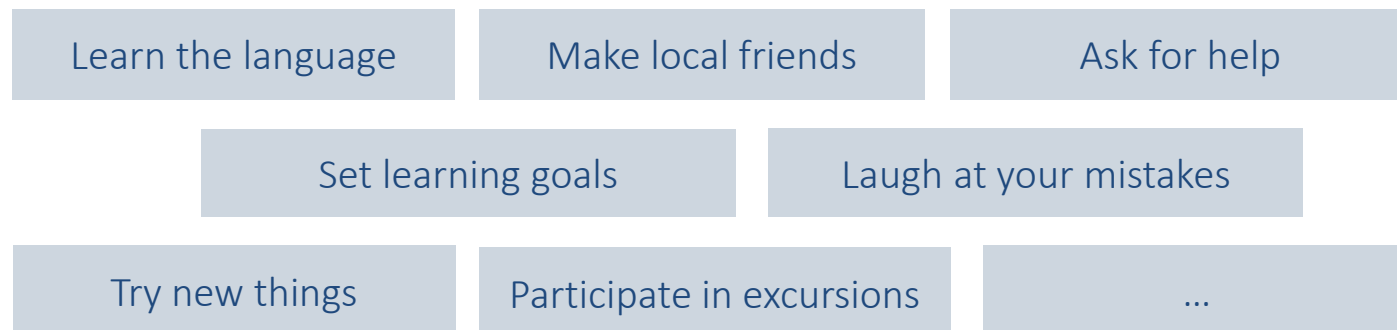 Learn the language
Make local friends
Ask for help
Set learning goals
Laugh at your mistakes
Try new things
Participate in excursions
...